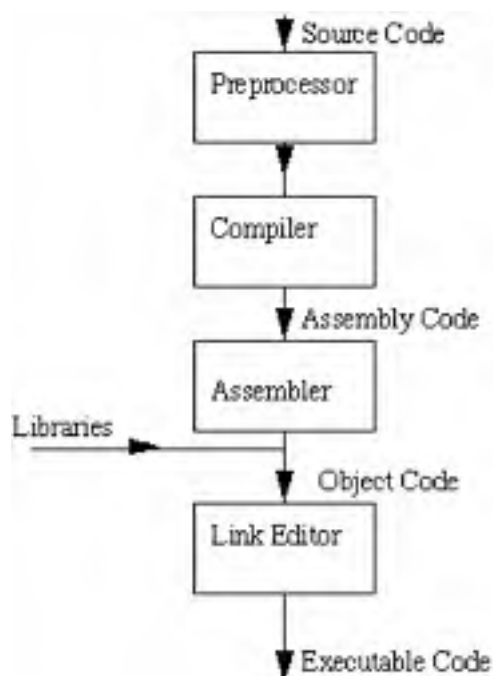 Source Code
Preprocessor
Compiler
Assembly Code
Assembler
Libraries
Object Code
Link Editor
Executable Code